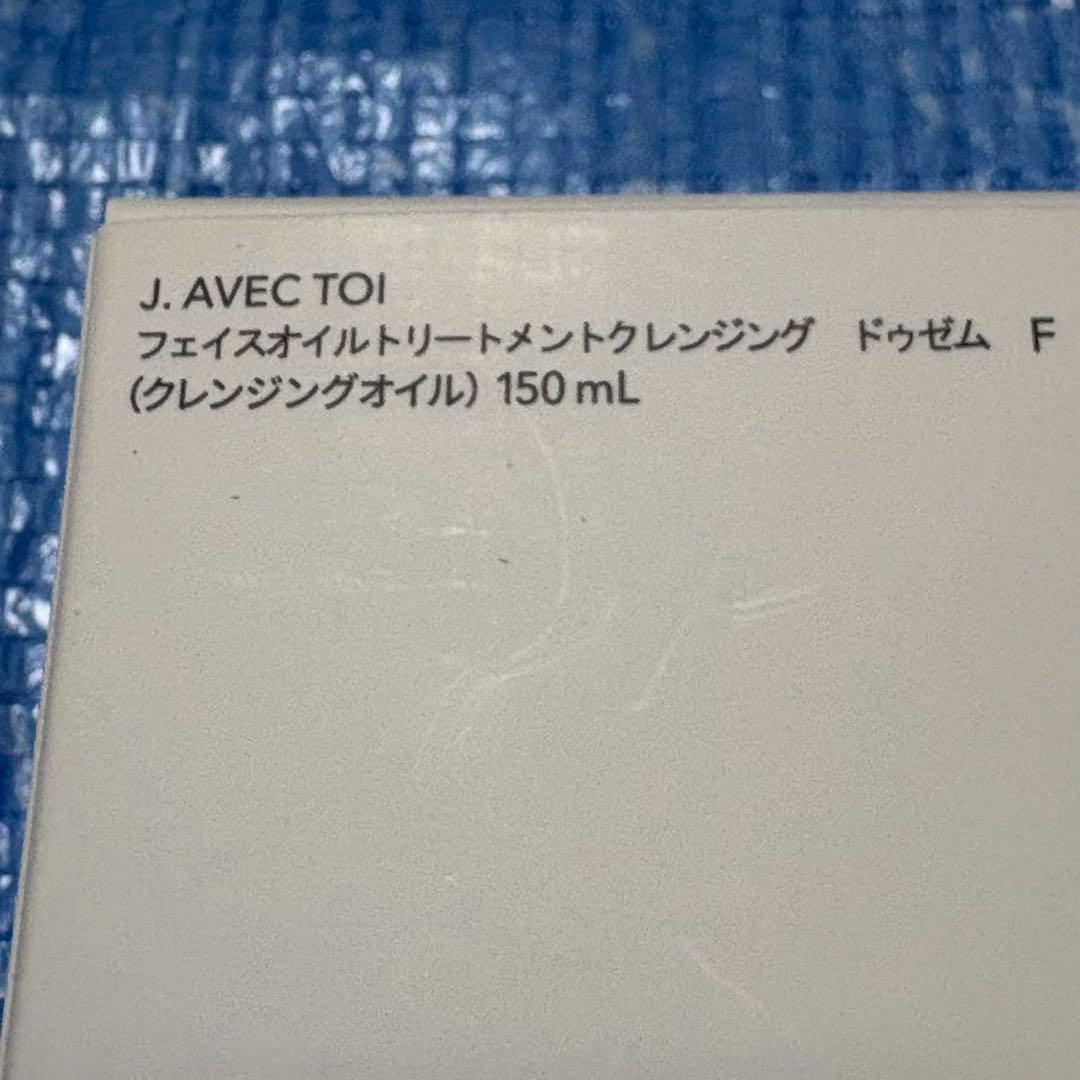 J. AVEC TOI
フェイスオイルトリートメントクレンジング　ドゥゼム　F
(クレンジングオイル) 150 mL